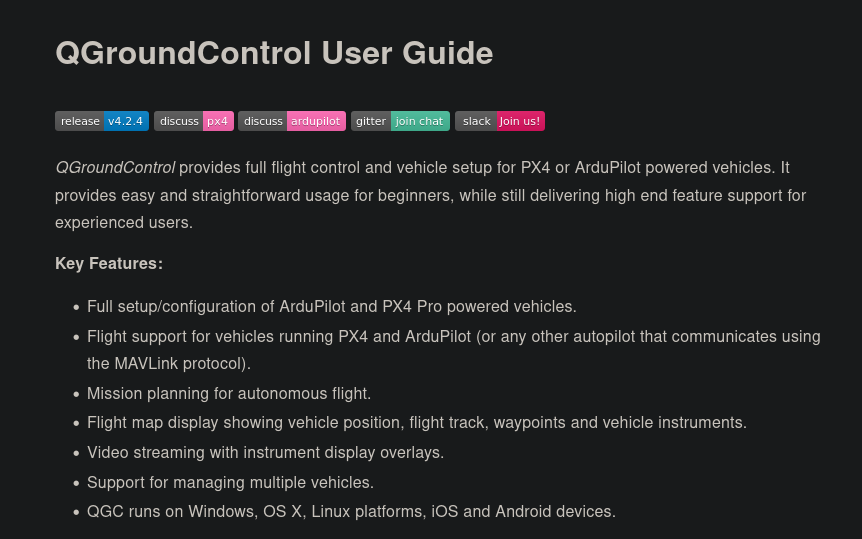 QGroundControl User Guide
release v4.2.4 discuss px4 discuss ardupilot gitter join chat slack Join us!
QGroundControl provides full flight control and vehicle setup for PX4 or ArduPilot powered vehicles. It
provides easy and straightforward usage for beginners, while still delivering high end feature support for
experienced users.
Key Features:
• Full setup/configuration of ArduPilot and PX4 Pro powered vehicles.
• Flight support for vehicles running PX4 and ArduPilot (or any other autopilot that communicates using
the MAVLink protocol).
• Mission planning for autonomous flight.
• Flight map display showing vehicle position, flight track, waypoints and vehicle instruments.
• Video streaming with instrument display overlays.
• Support for managing multiple vehicles.
• QGC runs on Windows, OS X, Linux platforms, iOS and Android devices.